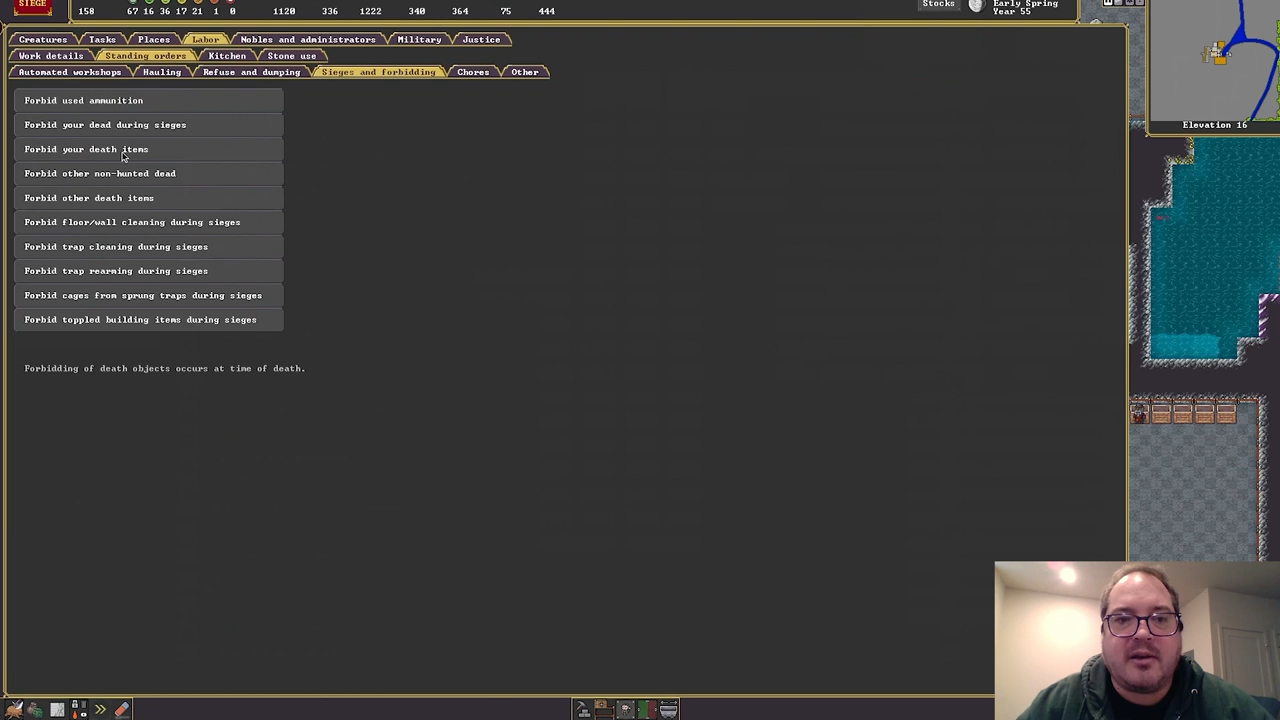 SIEGE
158 67 16 36 17 21 1 0 1120 336 1222 340 364 75 444
Stocks
Early Spring
Year 55
Creatures Tasks Places Labor Nobles and administrators Military Justice
Work details Standing orders Kitchen Stone use
Automated workshops Hauling Refuse and dumping Sieges and forbidding Chores Other
Elevation 16
Forbid used ammunition
Forbid your dead during sieges
Forbid your death items
Forbid other non-hunted dead
Forbid other death items
Forbid floor/wall cleaning during sieges
Forbid trap cleaning during sieges
Forbid trap rearming during sieges
Forbid cages from sprung traps during sieges
Forbid toppled building items during sieges
Forbidding of death objects occurs at time of death.